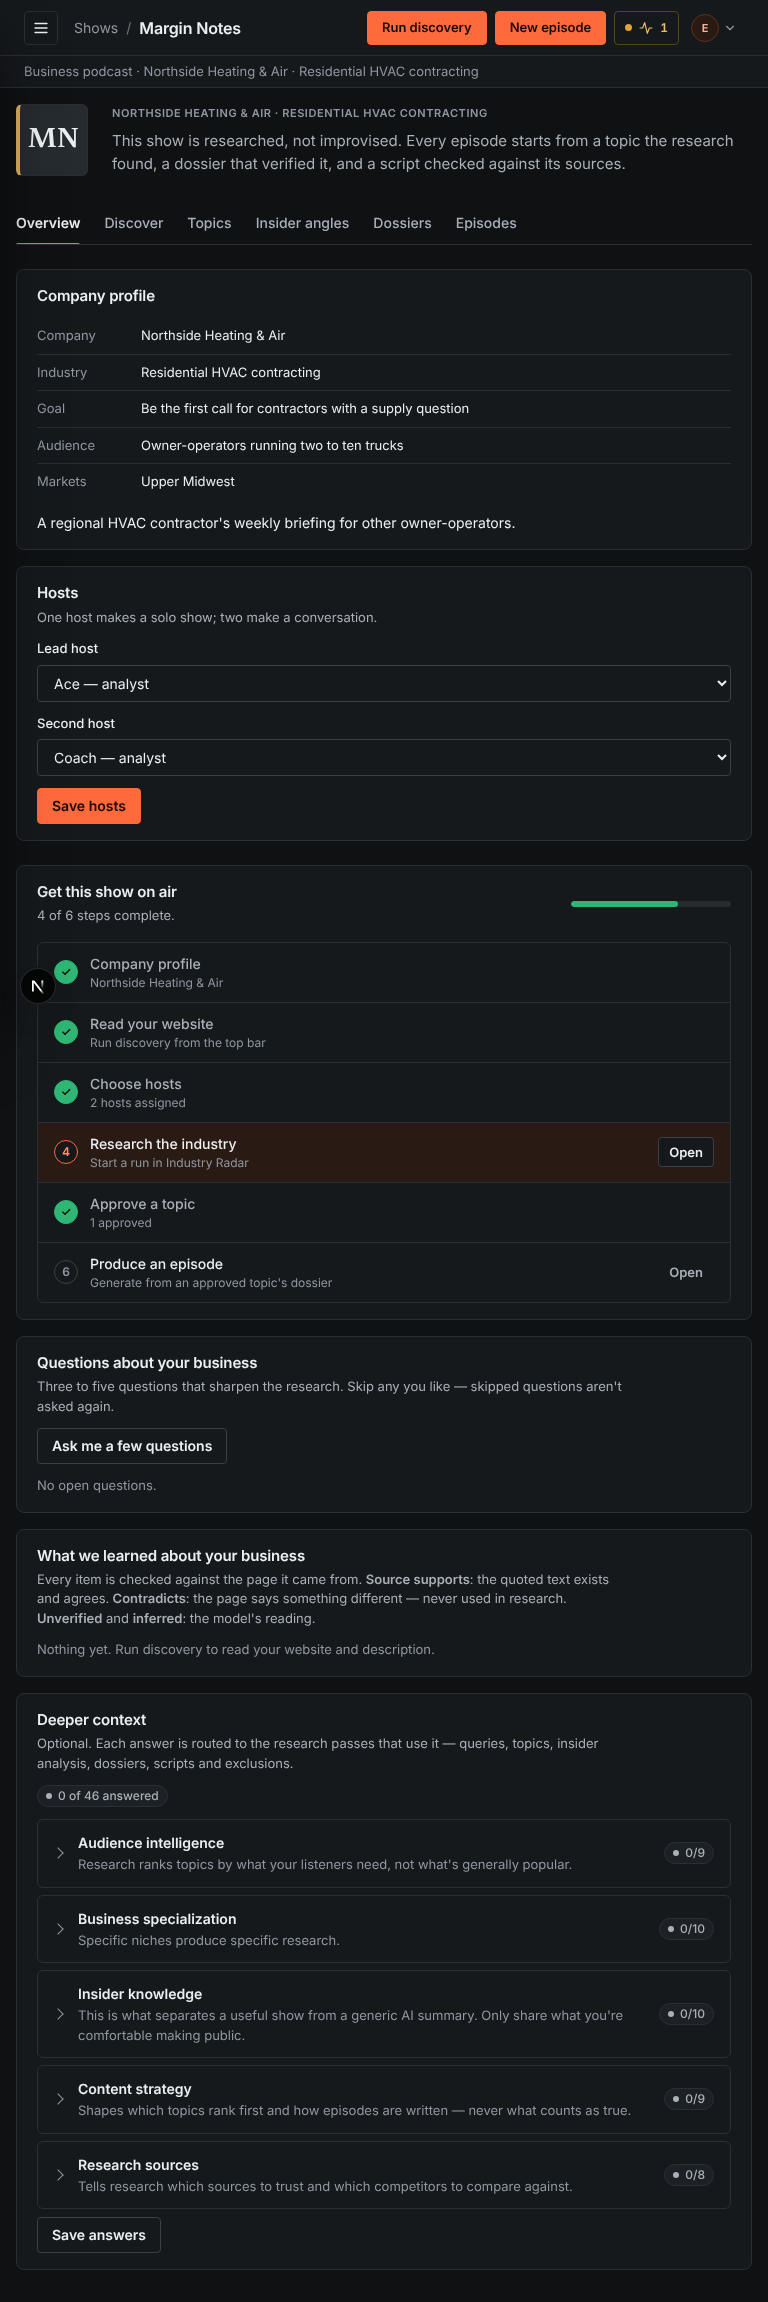 Shows / Margin Notes
Run discovery
New episode
1
E
Business podcast · Northside Heating & Air · Residential HVAC contracting
MN
NORTHSIDE HEATING & AIR · RESIDENTIAL HVAC CONTRACTING
This show is researched, not improvised. Every episode starts from a topic the research
found, a dossier that verified it, and a script checked against its sources.
Overview
Discover
Topics
Insider angles
Dossiers
Episodes
Company profile
Company Northside Heating & Air
Industry Residential HVAC contracting
Goal Be the first call for contractors with a supply question
Audience Owner-operators running two to ten trucks
Markets Upper Midwest
A regional HVAC contractor's weekly briefing for other owner-operators.
Hosts
One host makes a solo show; two make a conversation.
Lead host
Ace — analyst
Second host
Coach — analyst
Save hosts
Get this show on air
4 of 6 steps complete.
Company profile
Northside Heating & Air
N
Read your website
Run discovery from the top bar
Choose hosts
2 hosts assigned
4
Research the industry
Start a run in Industry Radar
Open
Approve a topic
1 approved
6
Produce an episode
Generate from an approved topic's dossier
Open
Questions about your business
Three to five questions that sharpen the research. Skip any you like — skipped questions aren't
asked again.
Ask me a few questions
No open questions.
What we learned about your business
Every item is checked against the page it came from. Source supports: the quoted text exists
and agrees. Contradicts: the page says something different — never used in research.
Unverified and inferred: the model's reading.
Nothing yet. Run discovery to read your website and description.
Deeper context
Optional. Each answer is routed to the research passes that use it — queries, topics, insider
analysis, dossiers, scripts and exclusions.
0 of 46 answered
Audience intelligence
Research ranks topics by what your listeners need, not what's generally popular.
0/9
Business specialization
Specific niches produce specific research.
0/10
Insider knowledge
This is what separates a useful show from a generic AI summary. Only share what you're
comfortable making public.
0/10
Content strategy
Shapes which topics rank first and how episodes are written — never what counts as true.
0/9
Research sources
Tells research which sources to trust and which competitors to compare against.
0/8
Save answers